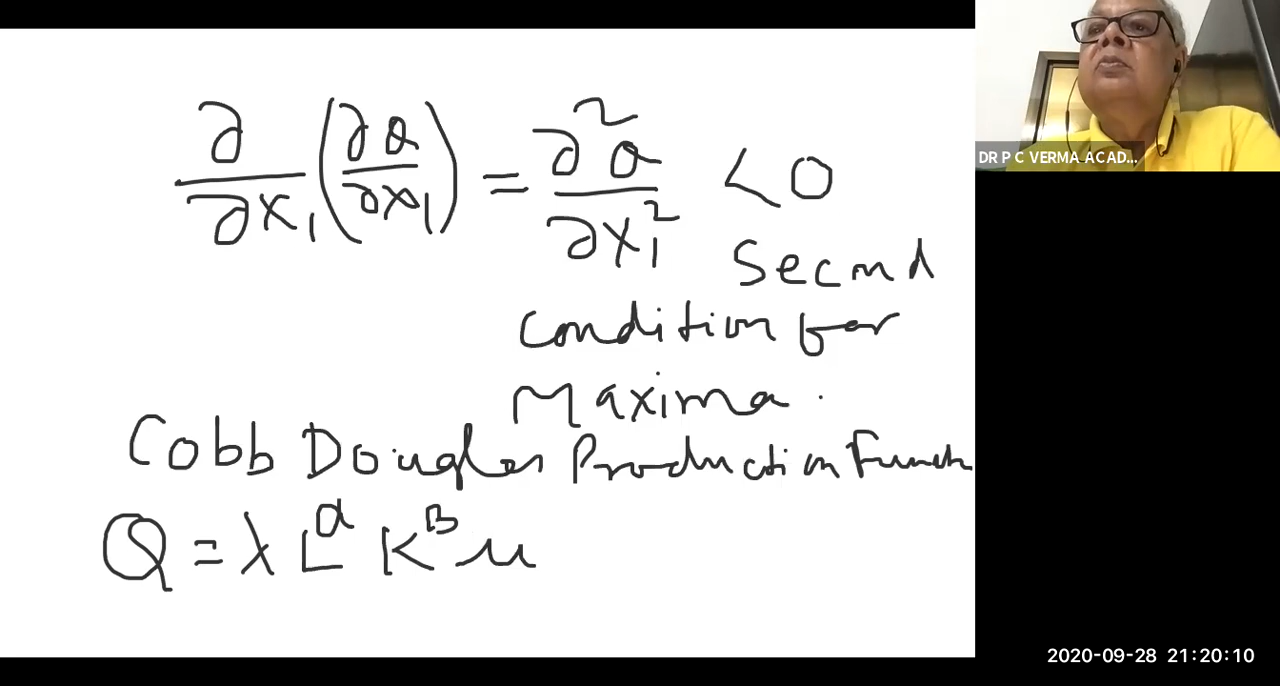 ∂/∂x₁ (∂Q/∂x₁) = ∂²Q/∂x₁² < 0
Second
condition for
Maxima.
Cobb Douglas Production Functi
Q = λ L^α K^β u
DR P C VERMA ACAD...
2020-09-28 21:20:10